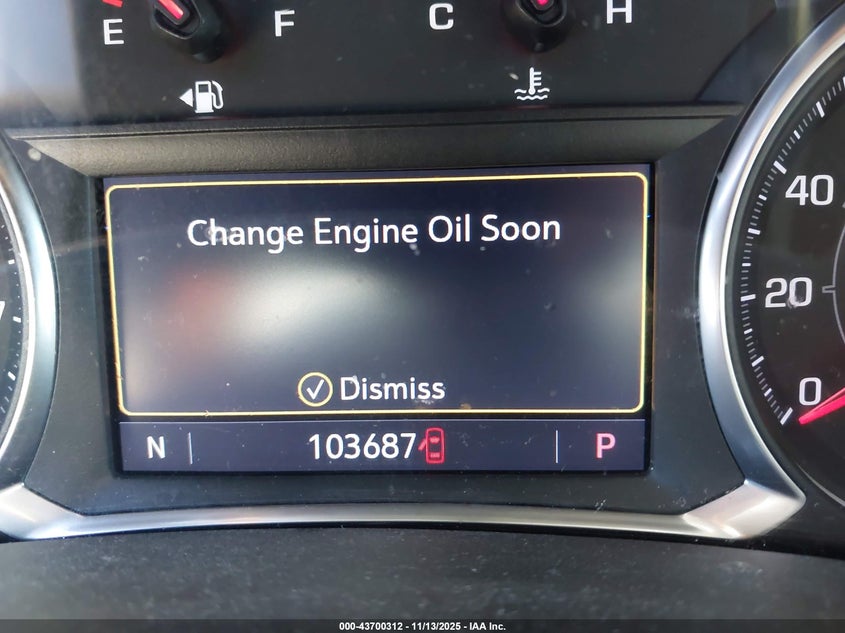 E F C H
Change Engine Oil Soon
Dismiss
N 103687 P
40
20
0
000-43700312 - 11/13/2025 - IAA Inc.